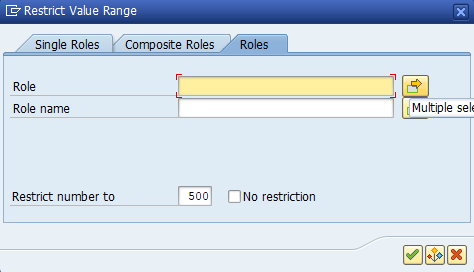 Restrict Value Range
Single Roles Composite Roles Roles
Role
Multiple sele
Role name
Restrict number to 500 No restriction